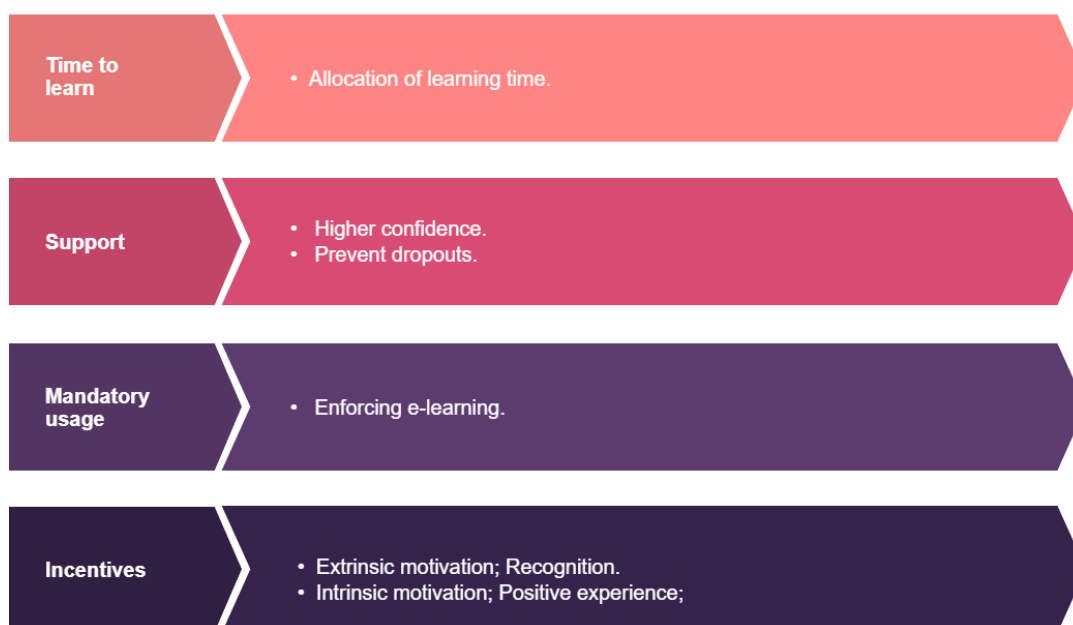 Time to
learn
• Allocation of learning time.
Support
• Higher confidence.
• Prevent dropouts.
Mandatory
usage
• Enforcing e-learning.
Incentives
• Extrinsic motivation; Recognition.
• Intrinsic motivation; Positive experience;